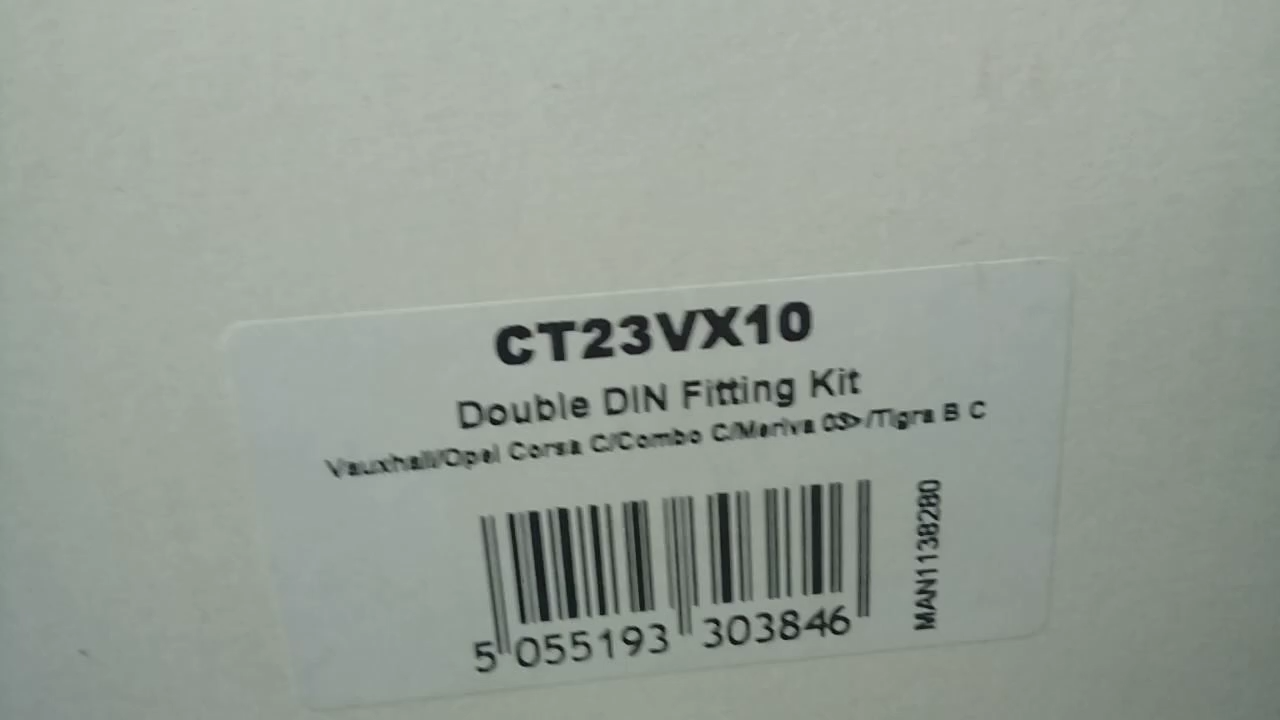 CT23VX10
Double DIN Fitting Kit
Vauxhall/Opel Corsa C/Combo C/Meriva 03>/Tigra B C
MAN1138280
5 055193 303846